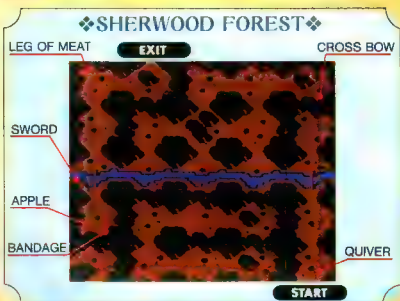 ❖SHERWOOD FOREST❖
LEG OF MEAT
EXIT
CROSS BOW
SWORD
APPLE
BANDAGE
QUIVER
START